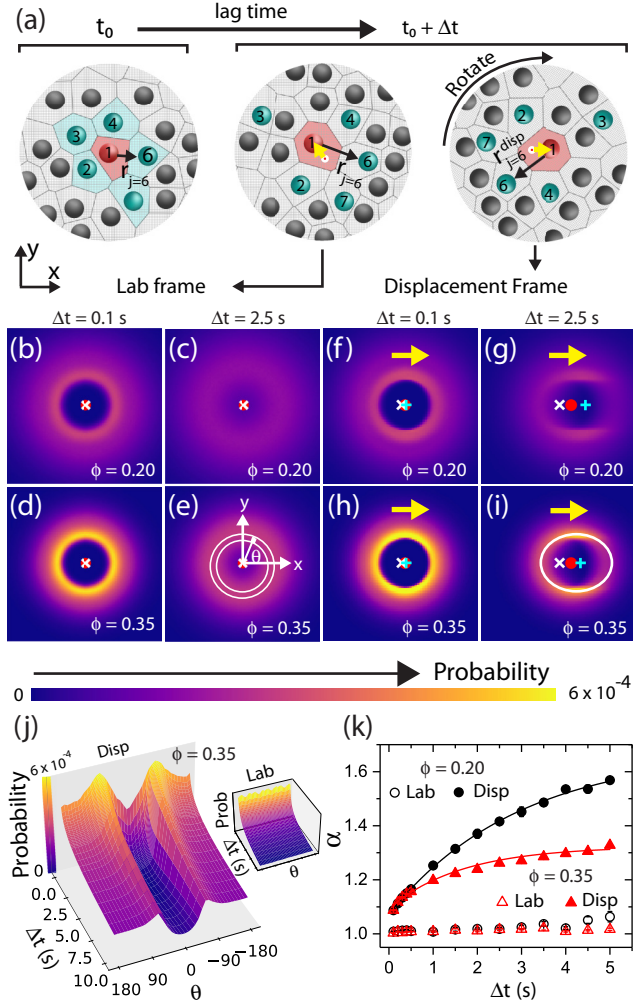 (a)
lag time
t₀
t₀ + Δt
3 4 1 6 2 r j=6
3 1 6 2 7 r j=6
Rotate
2 3 7 1 6 4 r disp j=6
y
x
Lab frame
Displacement Frame
Δt = 0.1 s
Δt = 2.5 s
Δt = 0.1 s
Δt = 2.5 s
(b)
(c)
(f)
(g)
ϕ = 0.20
ϕ = 0.20
ϕ = 0.20
ϕ = 0.20
(d)
(e)
y
θ
x
(h)
(i)
ϕ = 0.35
ϕ = 0.35
ϕ = 0.35
ϕ = 0.35
Probability
0
6 x 10⁻⁴
(j)
Disp
ϕ = 0.35
6 x 10⁻⁴
0
Probability
0.0
2.5
5.0
7.5
10.0
Δt (s)
180
90
0
−90
−180
θ
Lab
Prob
Δt (s)
θ
(k)
ϕ = 0.20
Lab
Disp
ϕ = 0.35
Lab
Disp
α
1.6
1.4
1.2
1.0
0 1 2 3 4 5
Δt (s)